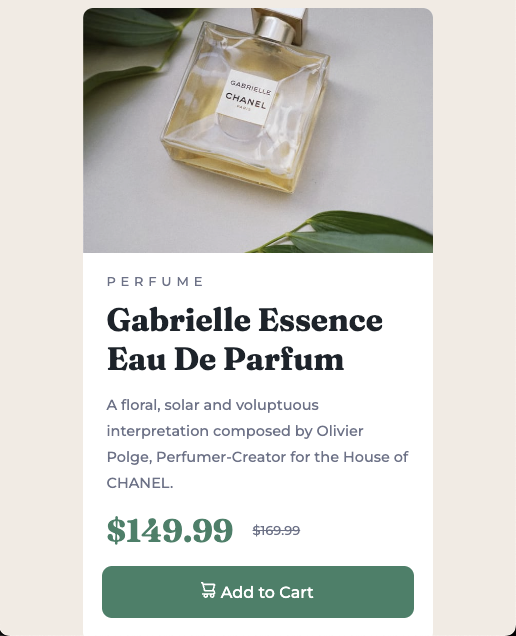 GABRIELLE
CHANEL
PARIS
PERFUME
Gabrielle Essence
Eau De Parfum
A floral, solar and voluptuous
interpretation composed by Olivier
Polge, Perfumer-Creator for the House of
CHANEL.
$149.99 $169.99
Add to Cart